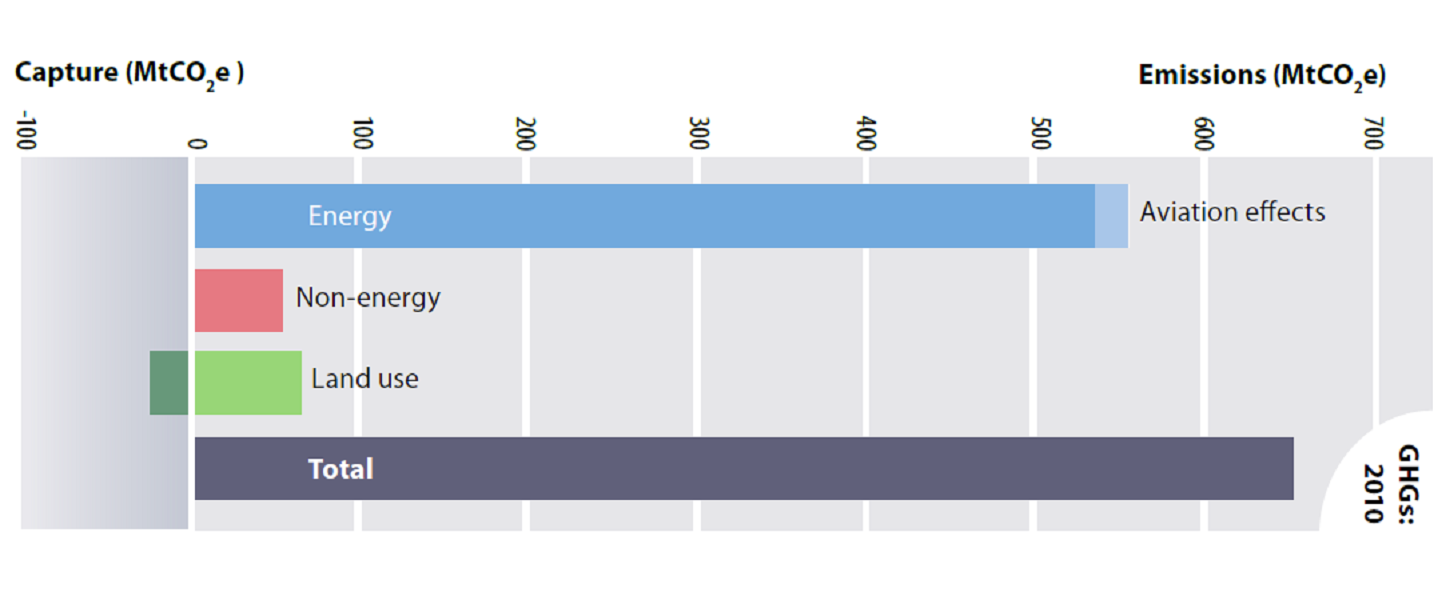 Capture (MtCO₂e )
Emissions (MtCO₂e)
-100 0 100 200 300 400 500 600 700
Energy
Aviation effects
Non-energy
Land use
Total
GHGs:
2010